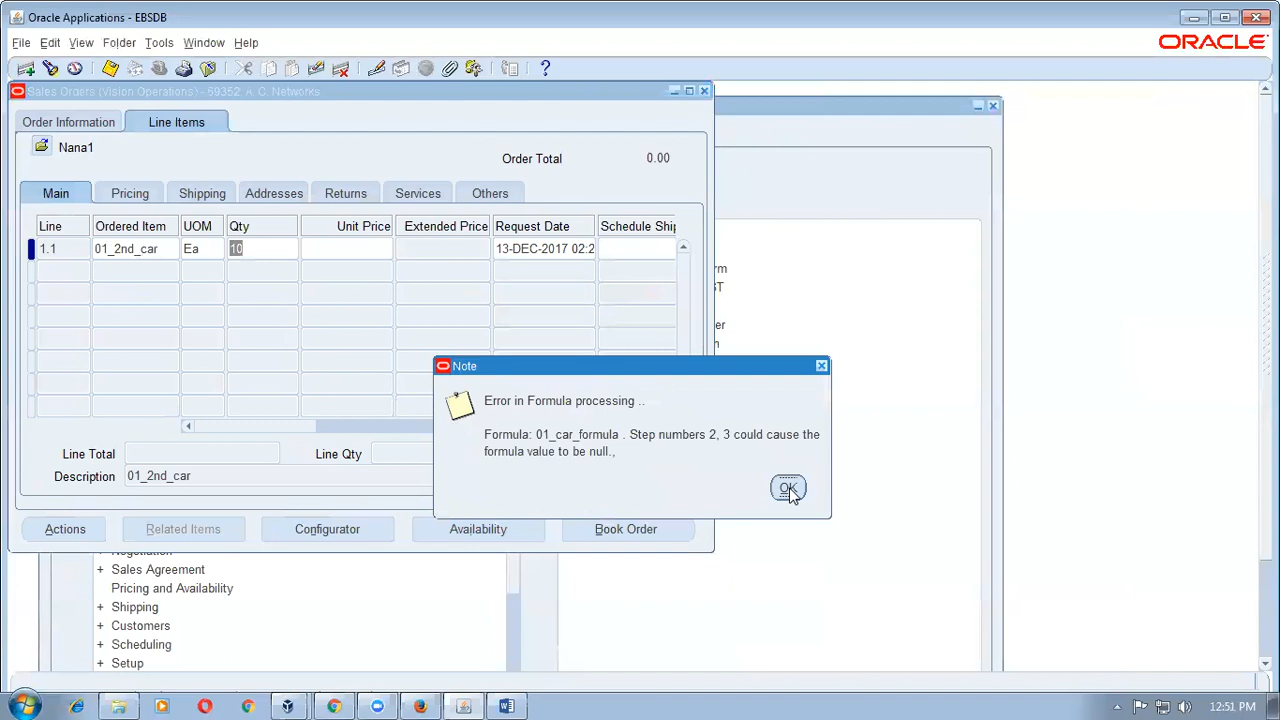 Oracle Applications - EBSDB
File Edit View Folder Tools Window Help
ORACLE
Sales Orders (Vision Operations) - 69352, A. C. Networks
Order Information Line Items
Nana1
Order Total 0.00
Main Pricing Shipping Addresses Returns Services Others
Line Ordered Item UOM Qty Unit Price Extended Price Request Date Schedule Ship
1.1 01_2nd_car Ea 10 13-DEC-2017 02:2
Note
Error in Formula processing ..
Formula: 01_car_formula . Step numbers 2, 3 could cause the
formula value to be null.,
OK
Line Total Line Qty
Description 01_2nd_car
Actions Related Items Configurator Availability Book Order
Negotiation
+ Sales Agreement
Pricing and Availability
+ Shipping
+ Customers
+ Scheduling
+ Setup
12:51 PM